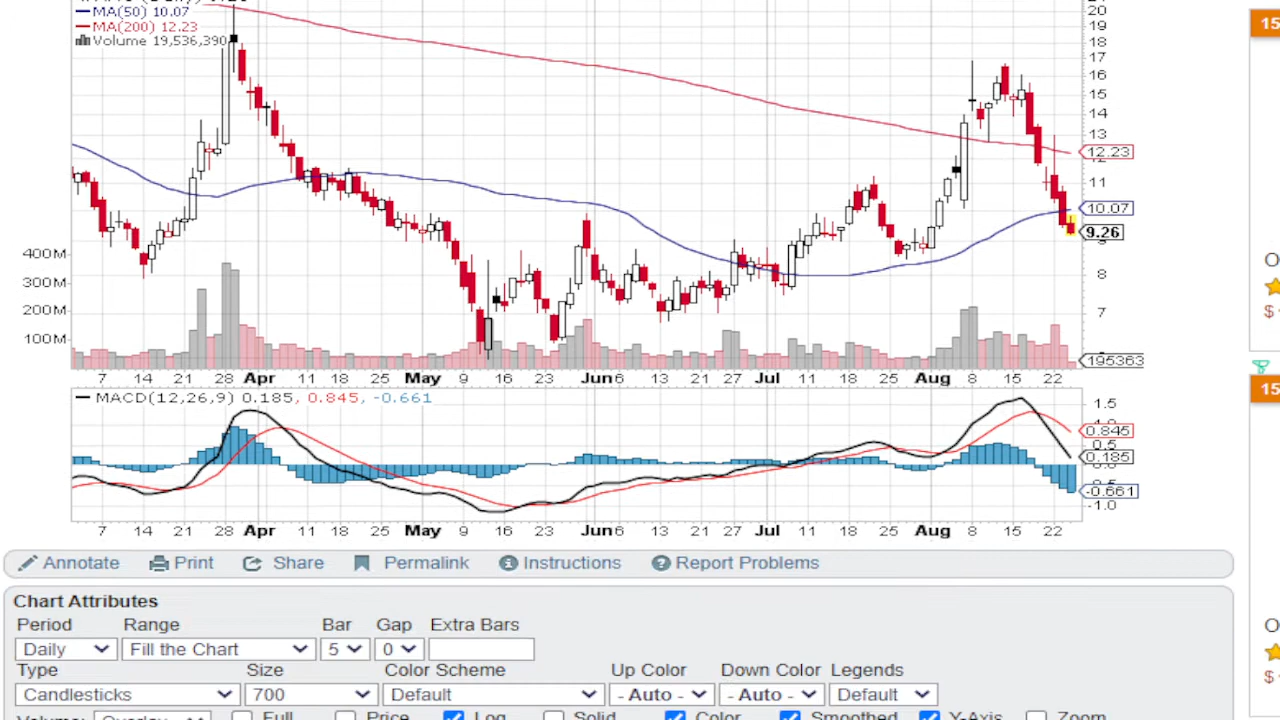 MA(50) 10.07
MA(200) 12.23
Volume 19,536,390
20
19
18
17
16
15
14
13
12.23
12
11
10.07
9.26
8
7
400M
300M
200M
100M
195363
7 14 21 28 Apr 11 18 25 May 9 16 23 Jun 6 13 21 27 Jul 11 18 25 Aug 8 15 22
MACD(12,26,9) 0.185, 0.845, -0.661
1.5
0.845
0.5
0.185
-0.661
-1.0
7 14 21 28 Apr 11 18 25 May 9 16 23 Jun 6 13 21 27 Jul 11 18 25 Aug 8 15 22
Annotate Print Share Permalink Instructions Report Problems
Chart Attributes
Period Range Bar Gap Extra Bars
Daily Fill the Chart 5 0
Type Size Color Scheme Up Color Down Color Legends
Candlesticks 700 Default - Auto - - Auto - Default
Volume: Overlay Full Price Log Solid Color Smoothed Y-Axis Zoom
15
O
$
15
O
$